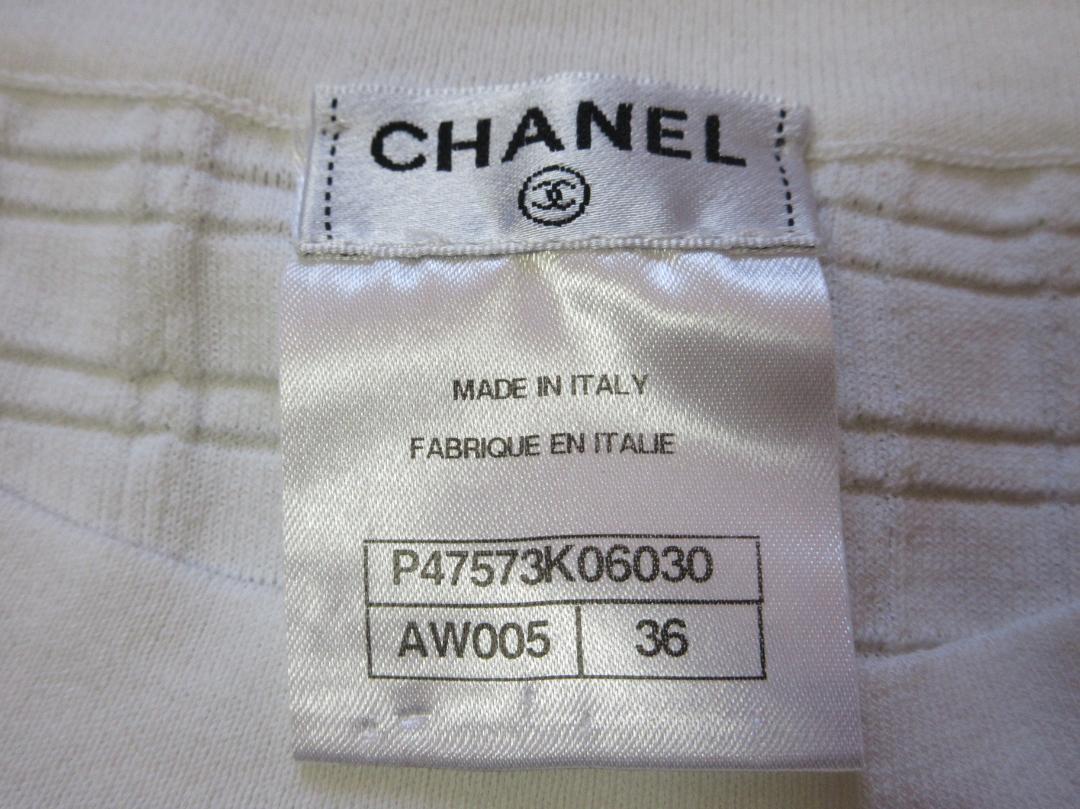 CHANEL
MADE IN ITALY
FABRIQUE EN ITALIE
P47573K06030
AW005 36